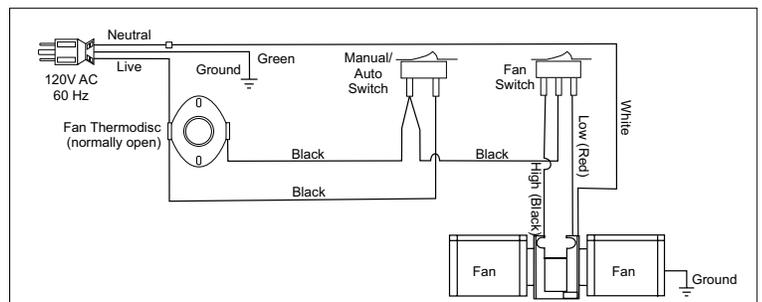 Neutral
Live
120V AC
60 Hz
Green
Ground
Manual/
Auto
Switch
Fan
Switch
Fan Thermodisc
(normally open)
Black
Black
Black
High (Black)
Low (Red)
White
Fan
Fan
Ground